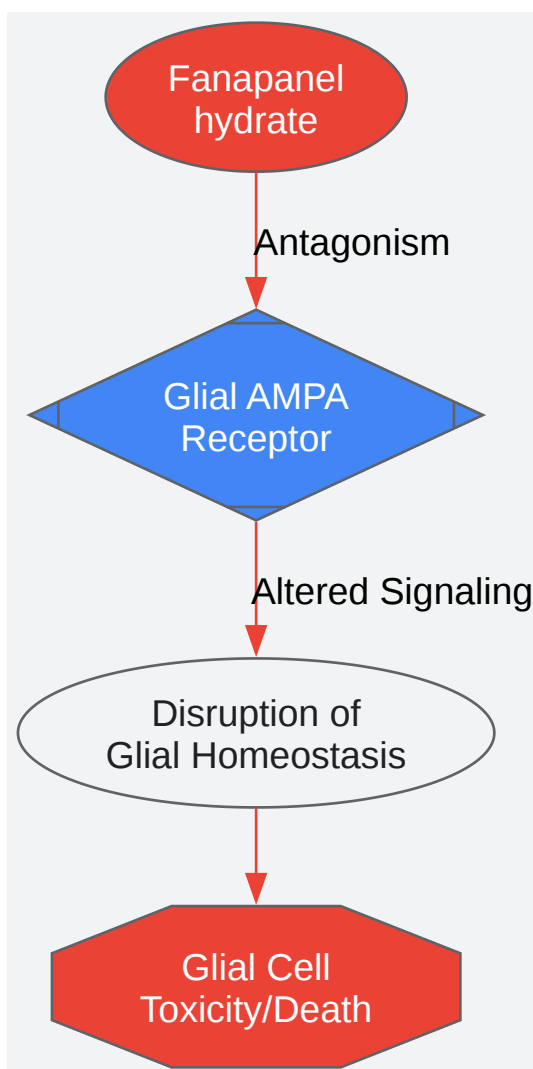 Fanapanel
hydrate
Antagonism
Glial AMPA
Receptor
Altered Signaling
Disruption of
Glial Homeostasis
Glial Cell
Toxicity/Death